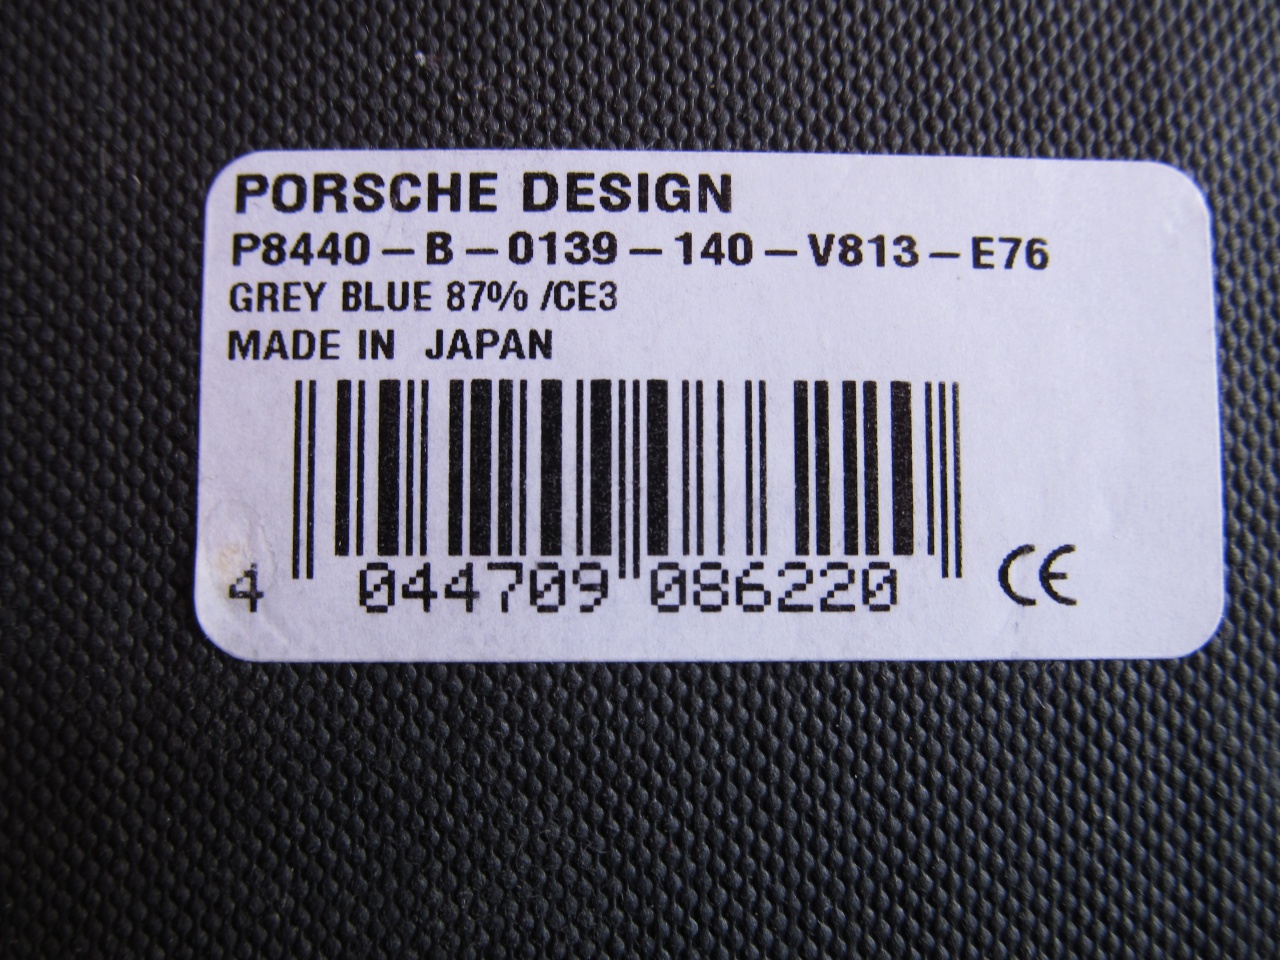 PORSCHE DESIGN
P8440-B-0139-140-V813-E76
GREY BLUE 87% /CE3
MADE IN JAPAN
4 044709 086220
CE